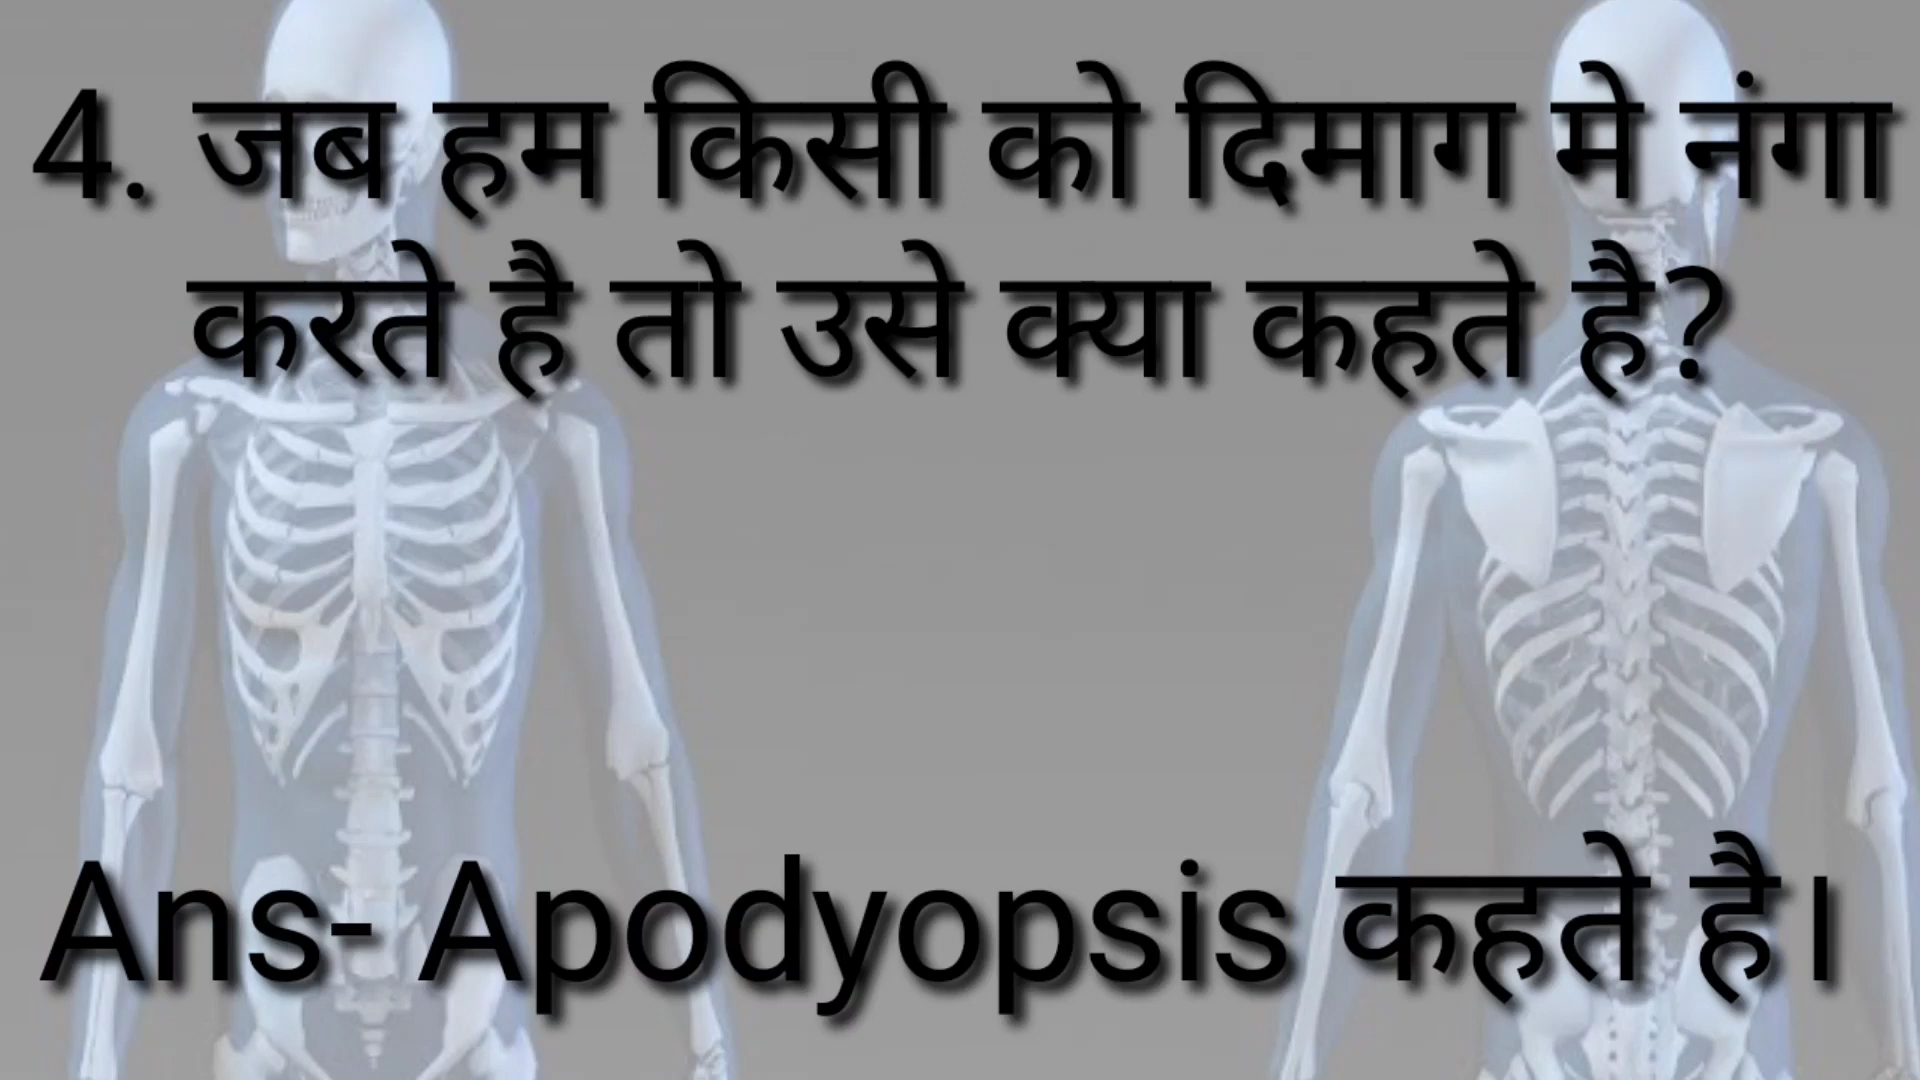 4. जब हम किसी को दिमाग मे नंगा
करते है तो उसे क्या कहते है?
Ans- Apodyopsis कहते है।